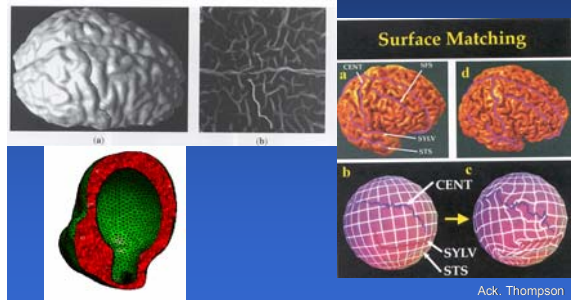 (a)
(b)
Surface Matching
a
CENT
SFS
SYLV
STS
d
b
CENT
c
SYLV
STS
Ack. Thompson